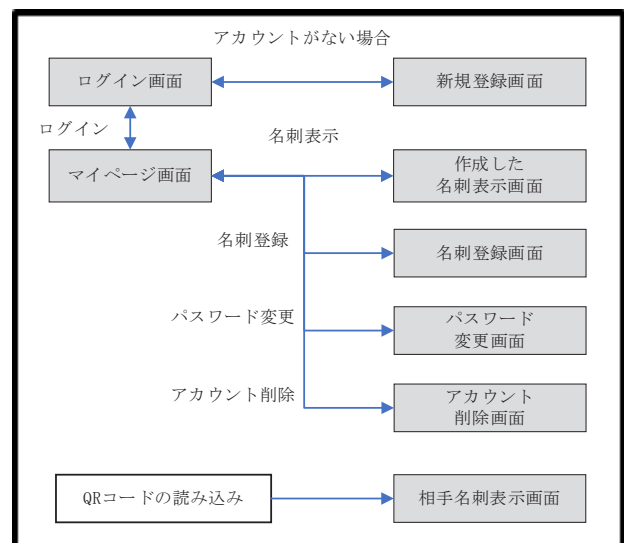 アカウントがない場合
ログイン画面
新規登録画面
ログイン
名刺表示
マイページ画面
作成した
名刺表示画面
名刺登録
名刺登録画面
パスワード変更
パスワード
変更画面
アカウント削除
アカウント
削除画面
QRコードの読み込み
相手名刺表示画面